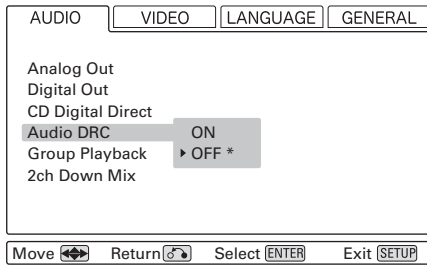 AUDIO VIDEO LANGUAGE GENERAL
Analog Out
Digital Out
CD Digital Direct
Audio DRC ON
Group Playback OFF *
2ch Down Mix
Move Return Select ENTER Exit SETUP